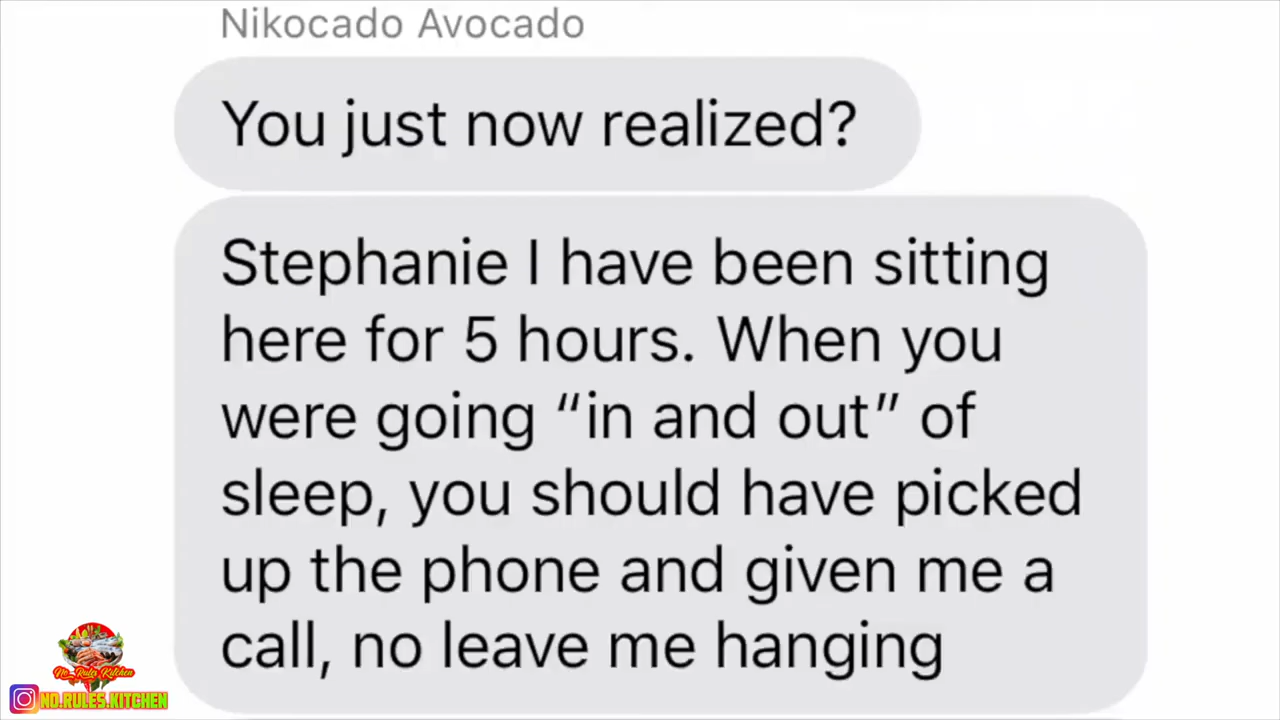 Nikocado Avocado
You just now realized?
Stephanie I have been sitting
here for 5 hours. When you
were going “in and out” of
sleep, you should have picked
up the phone and given me a
call, no leave me hanging
No_Rules Kitchen
NO.RULES.KITCHEN